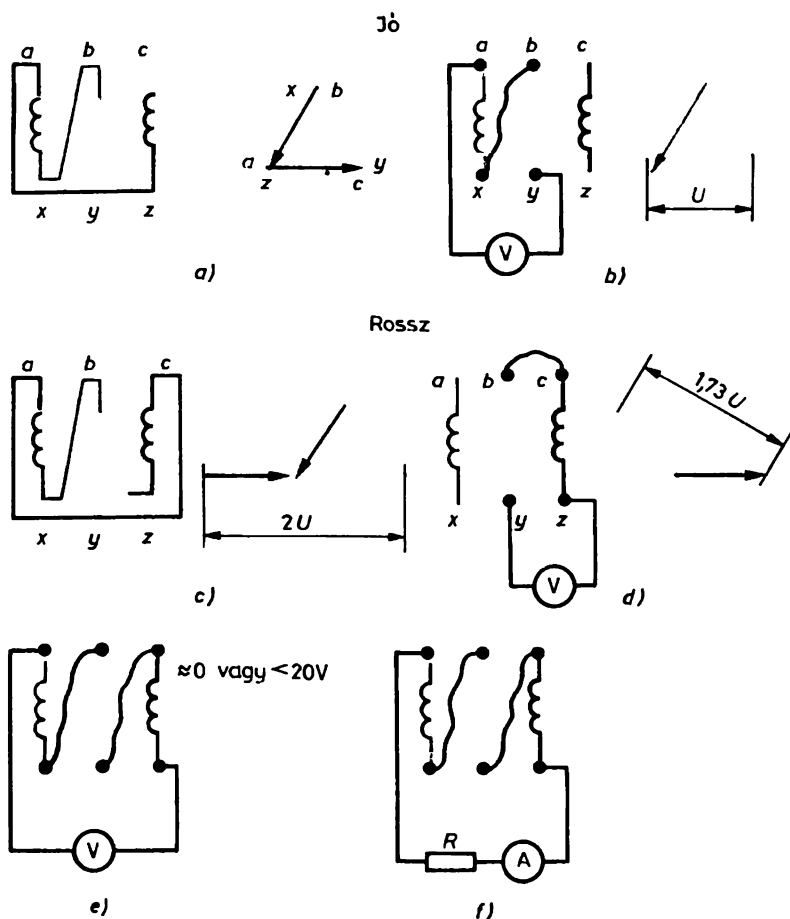 Jó
a b c
x y z
a)
x b
a z c y
a b c
x y z
V
U
b)
Rossz
a b c
x y z
2U
c)
a b c
x y z
V
1,73 U
d)
≈0 vagy <20V
V
e)
R A
f)